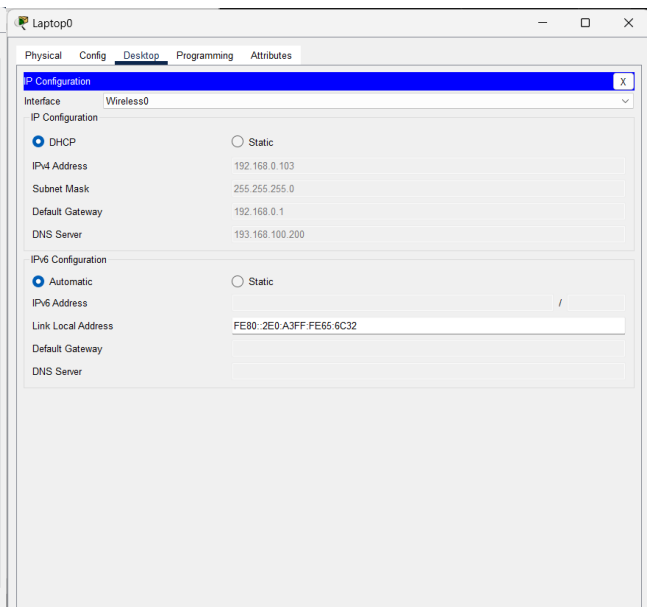 Laptop0
Physical Config Desktop Programming Attributes
IP Configuration X
Interface Wireless0
IP Configuration
DHCP Static
IPv4 Address 192.168.0.103
Subnet Mask 255.255.255.0
Default Gateway 192.168.0.1
DNS Server 193.168.100.200
IPv6 Configuration
Automatic Static
IPv6 Address /
Link Local Address FE80::2E0:A3FF:FE65:6C32
Default Gateway
DNS Server